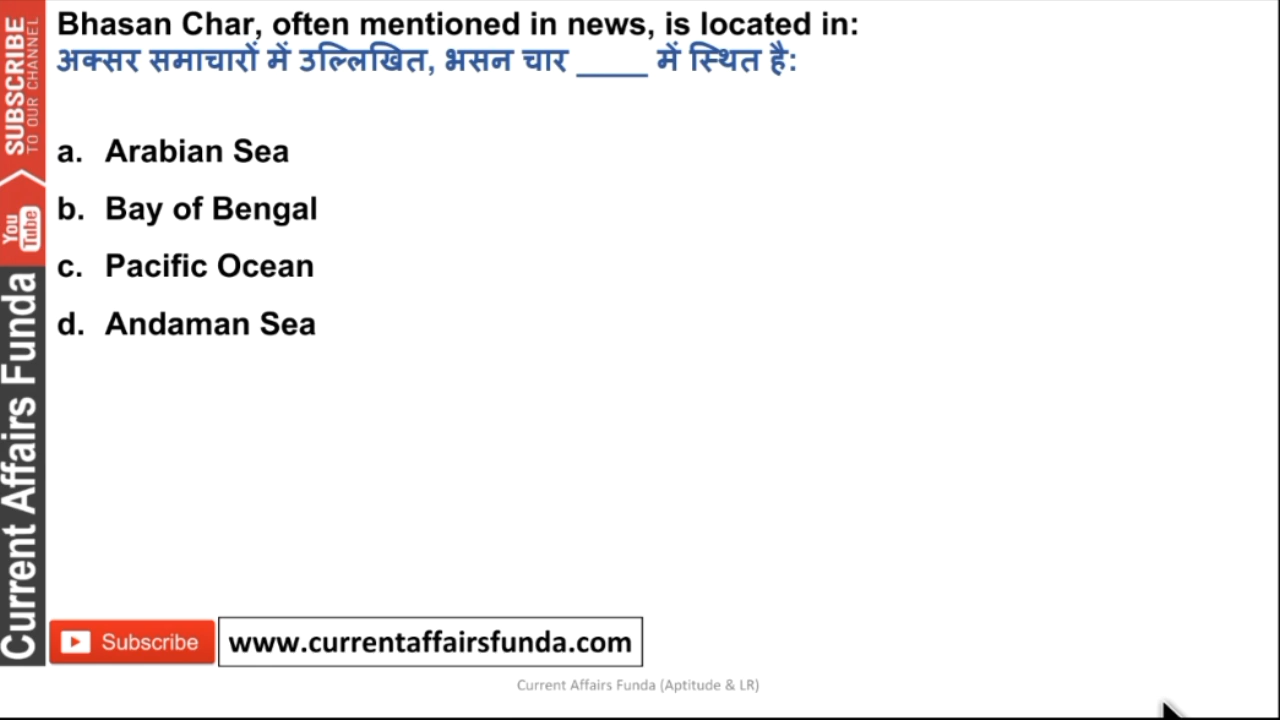 Bhasan Char, often mentioned in news, is located in:
अक्सर समाचारों में उल्लिखित, भसन चार ____ में स्थित है:
a. Arabian Sea
b. Bay of Bengal
c. Pacific Ocean
d. Andaman Sea
SUBSCRIBE
TO OUR CHANNEL
You Tube
Current Affairs Funda
Subscribe
www.currentaffairsfunda.com
Current Affairs Funda (Aptitude & LR)